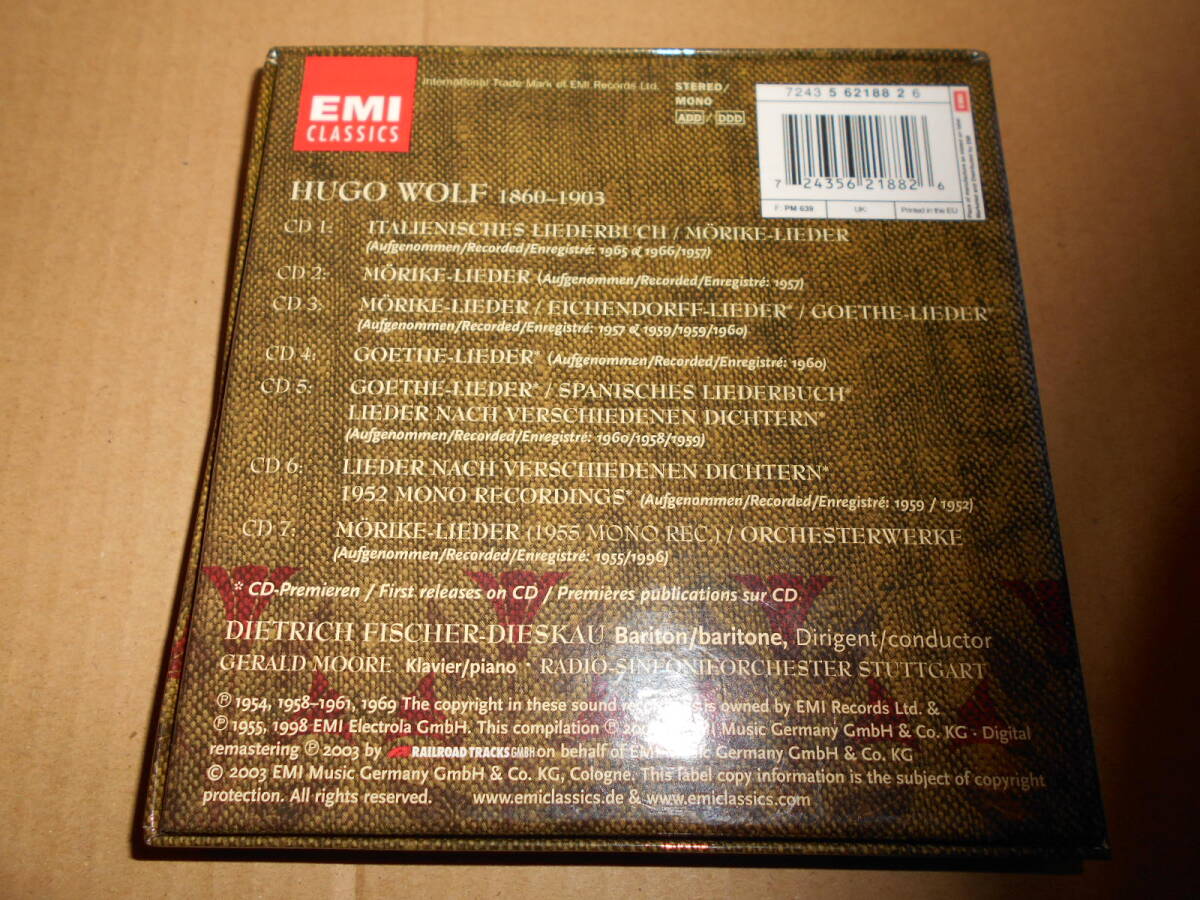 EMI
CLASSICS
International Trade Mark of EMI Records Ltd.
STEREO/
MONO
ADD / DDD
7243 5 62188 2 6
7 24356 21882 6
F: PM 639
UK:
Printed in the EU
EMI
HUGO WOLF 1860–1903
CD 1: ITALIENISCHES LIEDERBUCH / MÖRIKE-LIEDER
(Aufgenommen/Recorded/Enregistré: 1965 & 1966/1957)
CD 2: MÖRIKE-LIEDER (Aufgenommen/Recorded/Enregistré: 1957)
CD 3: MÖRIKE-LIEDER / EICHENDORFF-LIEDER* / GOETHE-LIEDER*
(Aufgenommen/Recorded/Enregistré: 1957 & 1959/1959/1960)
CD 4: GOETHE-LIEDER* (Aufgenommen/Recorded/Enregistré: 1960)
CD 5: GOETHE-LIEDER* / SPANISCHES LIEDERBUCH*
LIEDER NACH VERSCHIEDENEN DICHTERN*
(Aufgenommen/Recorded/Enregistré: 1960/1958/1959)
CD 6: LIEDER NACH VERSCHIEDENEN DICHTERN*
1952 MONO RECORDINGS* (Aufgenommen/Recorded/Enregistré: 1959 / 1952)
CD 7: MÖRIKE-LIEDER (1955 MONO REC.) / ORCHESTERWERKE
(Aufgenommen/Recorded/Enregistré: 1955/1996)
* CD-Premieren / First releases on CD / Premières publications sur CD
DIETRICH FISCHER-DIESKAU Bariton/baritone, Dirigent/conductor
GERALD MOORE Klavier/piano · RADIO-SINFONIEORCHESTER STUTTGART
℗ 1954, 1958–1961, 1969 The copyright in these sound is owned by EMI Records Ltd. &
℗ 1955, 1998 EMI Electrola GmbH. This compilation ℗ Music Germany GmbH & Co. KG · Digital
remastering ℗ 2003 by RAILROAD TRACKS GMBH on behalf of EMI Music Germany GmbH & Co. KG
© 2003 EMI Music Germany GmbH & Co. KG, Cologne. This label copy information is the subject of copyright
protection. All rights reserved. www.emiclassics.de & www.emiclassics.com